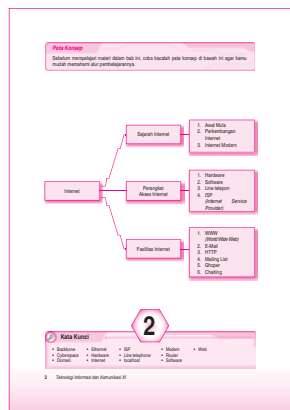 Peta Konsep
Sebelum mempelajari materi dalam bab ini, coba bacalah peta konsep di bawah ini agar kamu
mudah memahami alur pembelajarannya.
Internet
Sejarah Internet
1. Awal Mula
2. Perkembangan
Internet
3. Internet Modern
Perangkat
Akses Internet
1. Hardware
2. Software
3. Line telepon
4. ISP
(Internet Service
Provider)
Fasilitas Internet
1. WWW
(World Wide Web)
2. E-Mail
3. HTTP
4. Mailing List
5. Ghoper
6. Chatting
2
Kata Kunci
• Backbone • Ethernet • ISP • Modem • Web
• Cyberspace • Hardware • Line telephone • Router
• Domain • Internet • localhost • Software
2 Teknologi Informasi dan Komunikasi XI